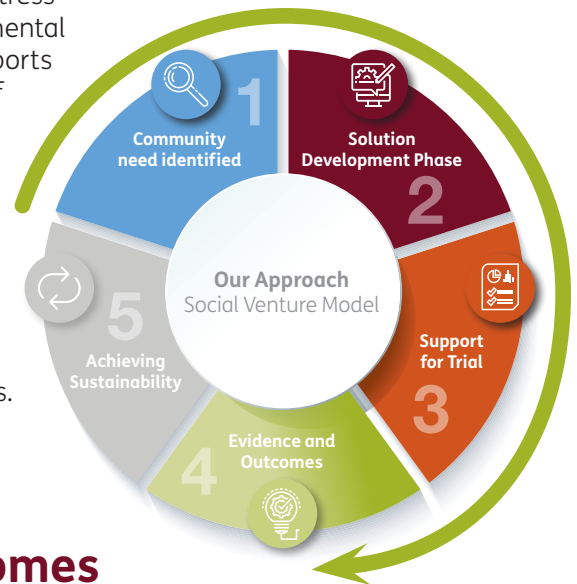 1
Community
need identified
Solution
Development Phase
2
Support
for Trial
3
Evidence and
Outcomes
4
5
Achieving
Sustainability
Our Approach
Social Venture Model